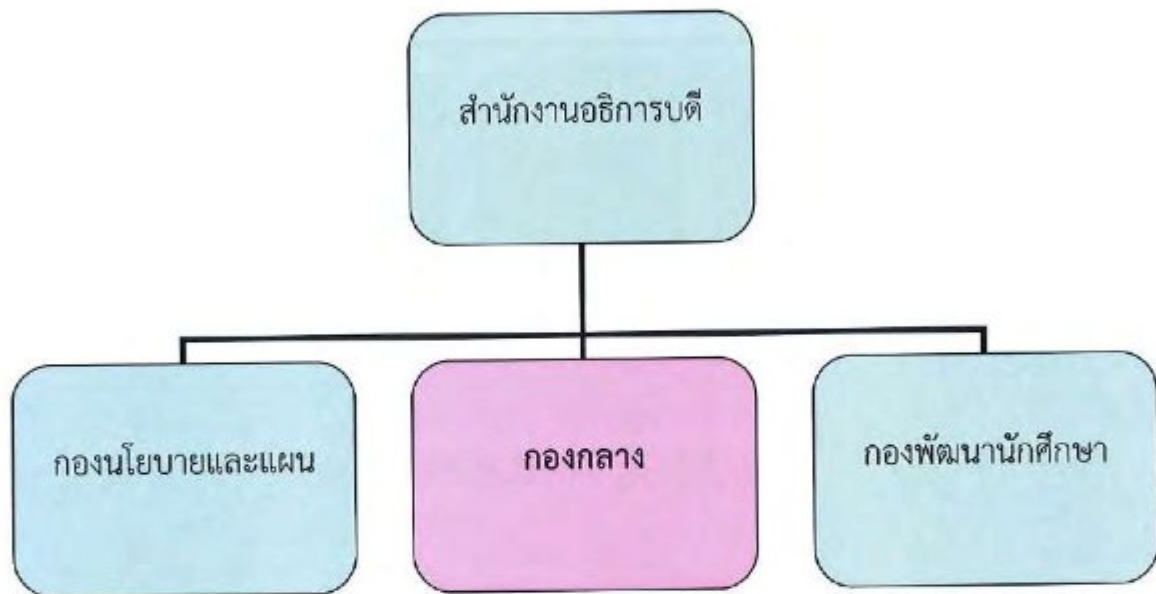 สำนักงานอธิการบดี
กองนโยบายและแผน
กองกลาง
กองพัฒนานักศึกษา